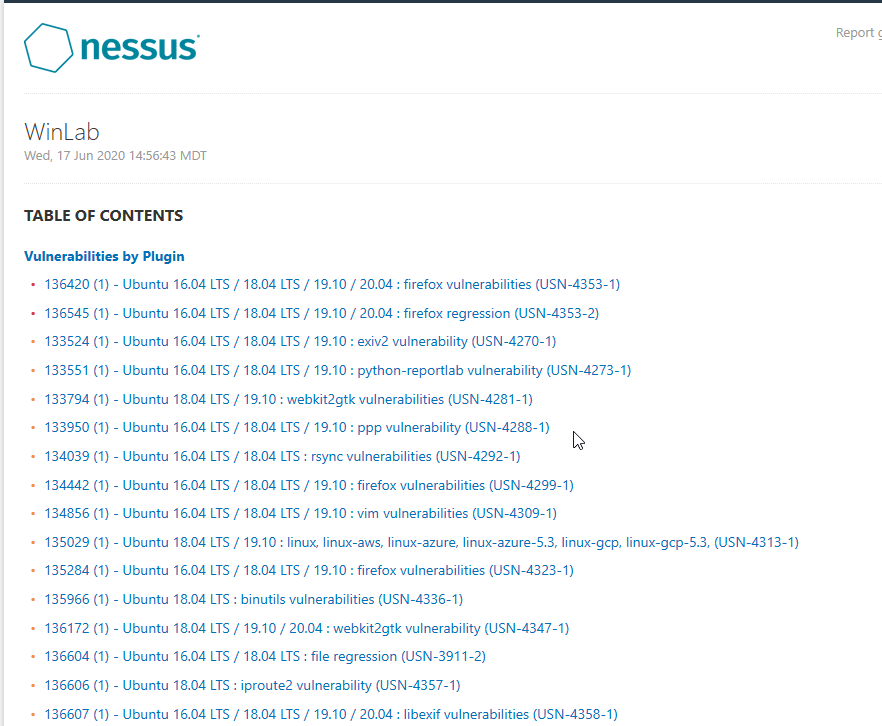 nessus
Report g
WinLab
Wed, 17 Jun 2020 14:56:43 MDT
TABLE OF CONTENTS
Vulnerabilities by Plugin
• 136420 (1) - Ubuntu 16.04 LTS / 18.04 LTS / 19.10 / 20.04 : firefox vulnerabilities (USN-4353-1)
• 136545 (1) - Ubuntu 16.04 LTS / 18.04 LTS / 19.10 / 20.04 : firefox regression (USN-4353-2)
• 133524 (1) - Ubuntu 16.04 LTS / 18.04 LTS / 19.10 : exiv2 vulnerability (USN-4270-1)
• 133551 (1) - Ubuntu 16.04 LTS / 18.04 LTS / 19.10 : python-reportlab vulnerability (USN-4273-1)
• 133794 (1) - Ubuntu 18.04 LTS / 19.10 : webkit2gtk vulnerabilities (USN-4281-1)
• 133950 (1) - Ubuntu 16.04 LTS / 18.04 LTS / 19.10 : ppp vulnerability (USN-4288-1)
• 134039 (1) - Ubuntu 16.04 LTS / 18.04 LTS : rsync vulnerabilities (USN-4292-1)
• 134442 (1) - Ubuntu 16.04 LTS / 18.04 LTS / 19.10 : firefox vulnerabilities (USN-4299-1)
• 134856 (1) - Ubuntu 16.04 LTS / 18.04 LTS / 19.10 : vim vulnerabilities (USN-4309-1)
• 135029 (1) - Ubuntu 18.04 LTS / 19.10 : linux, linux-aws, linux-azure, linux-azure-5.3, linux-gcp, linux-gcp-5.3, (USN-4313-1)
• 135284 (1) - Ubuntu 16.04 LTS / 18.04 LTS / 19.10 : firefox vulnerabilities (USN-4323-1)
• 135966 (1) - Ubuntu 18.04 LTS : binutils vulnerabilities (USN-4336-1)
• 136172 (1) - Ubuntu 18.04 LTS / 19.10 / 20.04 : webkit2gtk vulnerability (USN-4347-1)
• 136604 (1) - Ubuntu 16.04 LTS / 18.04 LTS : file regression (USN-3911-2)
• 136606 (1) - Ubuntu 18.04 LTS : iproute2 vulnerability (USN-4357-1)
• 136607 (1) - Ubuntu 16.04 LTS / 18.04 LTS / 19.10 / 20.04 : libexif vulnerabilities (USN-4358-1)